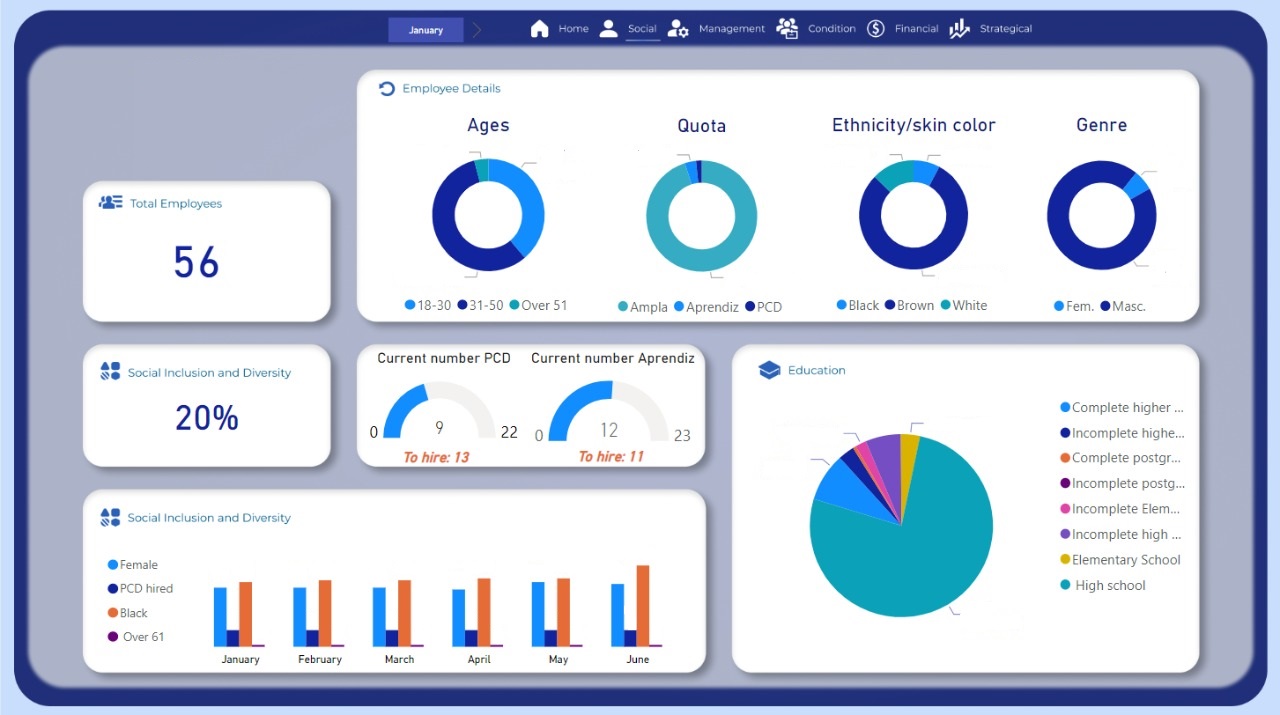 January
Home
Social
Management
Condition
Financial
Strategical
Employee Details
Ages
Quota
Ethnicity/skin color
Genre
18-30 31-50 Over 51
Ampla Aprendiz PCD
Black Brown White
Fem. Masc.
Total Employees
56
Social Inclusion and Diversity
20%
Current number PCD
0 9 22
To hire: 13
Current number Aprendiz
0 12 23
To hire: 11
Education
Complete higher ...
Incomplete highe...
Complete postgr...
Incomplete postg...
Incomplete Elem...
Incomplete high ...
Elementary School
High school
Social Inclusion and Diversity
Female
PCD hired
Black
Over 61
January February March April May June